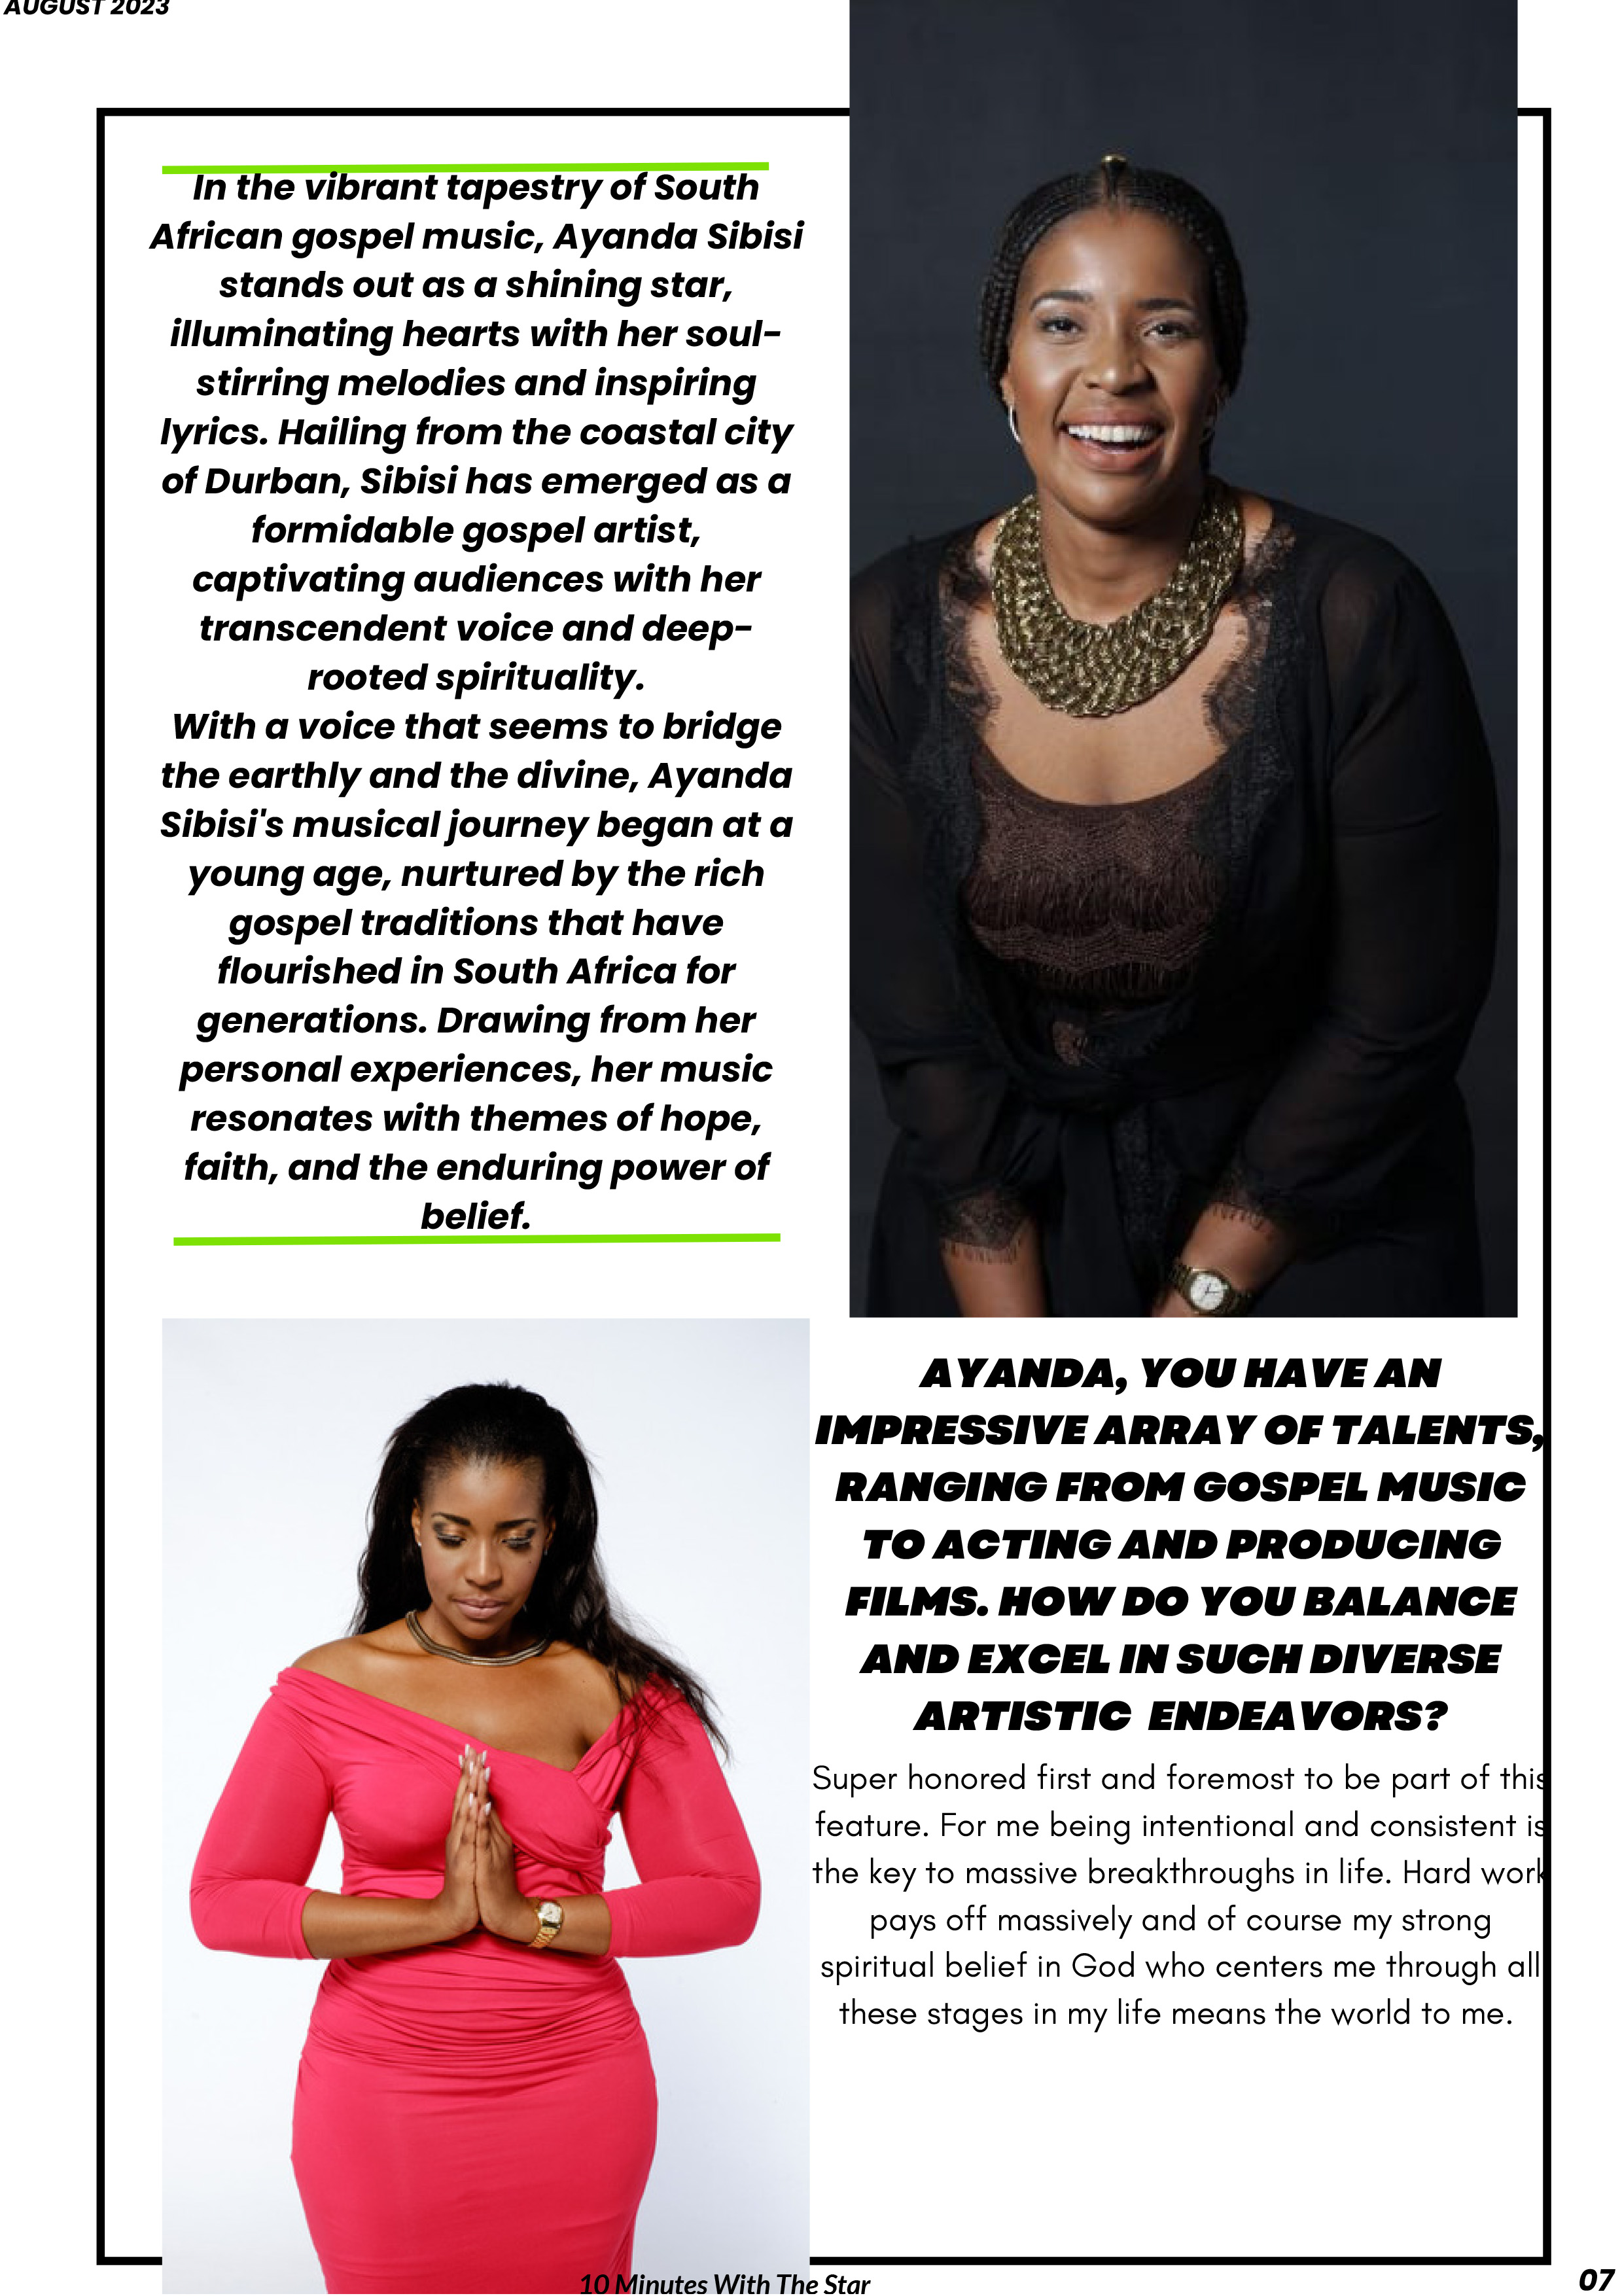 AUGUST 2023
In the vibrant tapestry of South
African gospel music, Ayanda Sibisi
stands out as a shining star,
illuminating hearts with her soul-
stirring melodies and inspiring
lyrics. Hailing from the coastal city
of Durban, Sibisi has emerged as a
formidable gospel artist,
captivating audiences with her
transcendent voice and deep-
rooted spirituality.
With a voice that seems to bridge
the earthly and the divine, Ayanda
Sibisi's musical journey began at a
young age, nurtured by the rich
gospel traditions that have
flourished in South Africa for
generations. Drawing from her
personal experiences, her music
resonates with themes of hope,
faith, and the enduring power of
belief.
AYANDA, YOU HAVE AN
IMPRESSIVE ARRAY OF TALENTS,
RANGING FROM GOSPEL MUSIC
TO ACTING AND PRODUCING
FILMS. HOW DO YOU BALANCE
AND EXCEL IN SUCH DIVERSE
ARTISTIC ENDEAVORS?
Super honored first and foremost to be part of this
feature. For me being intentional and consistent is
the key to massive breakthroughs in life. Hard work
pays off massively and of course my strong
spiritual belief in God who centers me through all
these stages in my life means the world to me.
10 Minutes With The Star
07